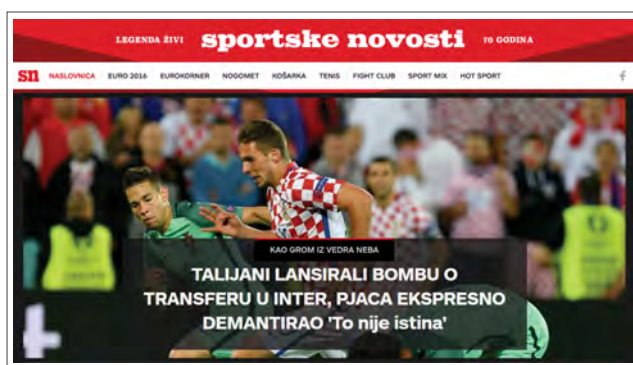 LEGENDA ŽIVI sportske novosti 70 GODINA
sn NASLOVNICA EURO 2016 EUROKORNER NOGOMET KOŠARKA TENIS FIGHT CLUB SPORT MIX HOT SPORT f
KAO GROM IZ VEDRA NEBA
TALIJANI LANSIRALI BOMBU O
TRANSFERU U INTER, PJACA EKSPRESNO
DEMANTIRAO 'To nije istina'